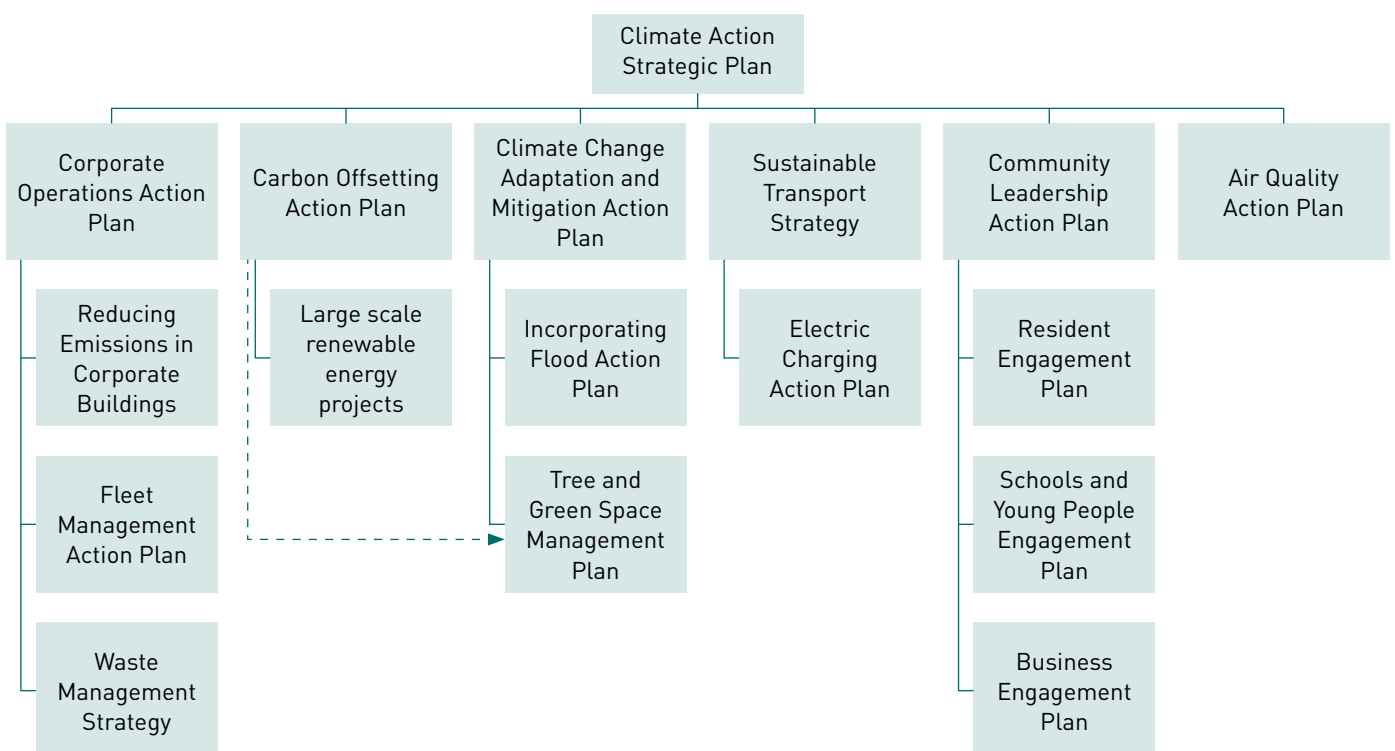 Climate Action
Strategic Plan
Corporate
Operations Action
Plan
Carbon Offsetting
Action Plan
Climate Change
Adaptation and
Mitigation Action
Plan
Sustainable
Transport
Strategy
Community
Leadership
Action Plan
Air Quality
Action Plan
Reducing
Emissions in
Corporate
Buildings
Large scale
renewable
energy
projects
Incorporating
Flood Action
Plan
Electric
Charging
Action Plan
Resident
Engagement
Plan
Fleet
Management
Action Plan
Tree and
Green Space
Management
Plan
Schools and
Young People
Engagement
Plan
Waste
Management
Strategy
Business
Engagement
Plan